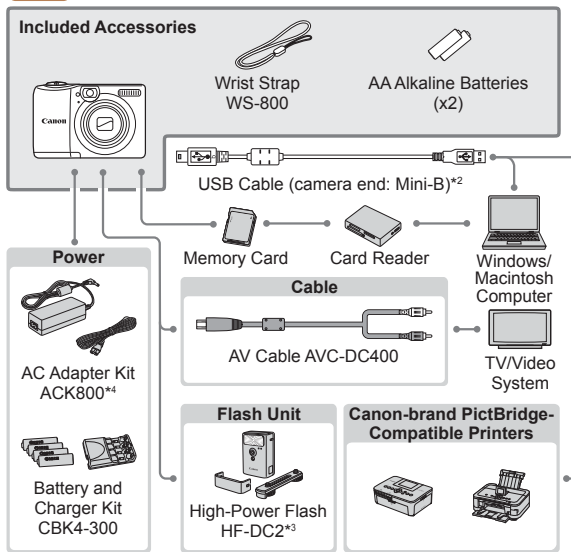 Included Accessories
Wrist Strap
WS-800
AA Alkaline Batteries
(x2)
Canon
USB Cable (camera end: Mini-B)*2
Memory Card
Card Reader
Windows/
Macintosh
Computer
Power
AC Adapter Kit
ACK800*4
Battery and
Charger Kit
CBK4-300
Cable
AV Cable AVC-DC400
TV/Video
System
Flash Unit
High-Power Flash
HF-DC2*3
Canon-brand PictBridge-
Compatible Printers